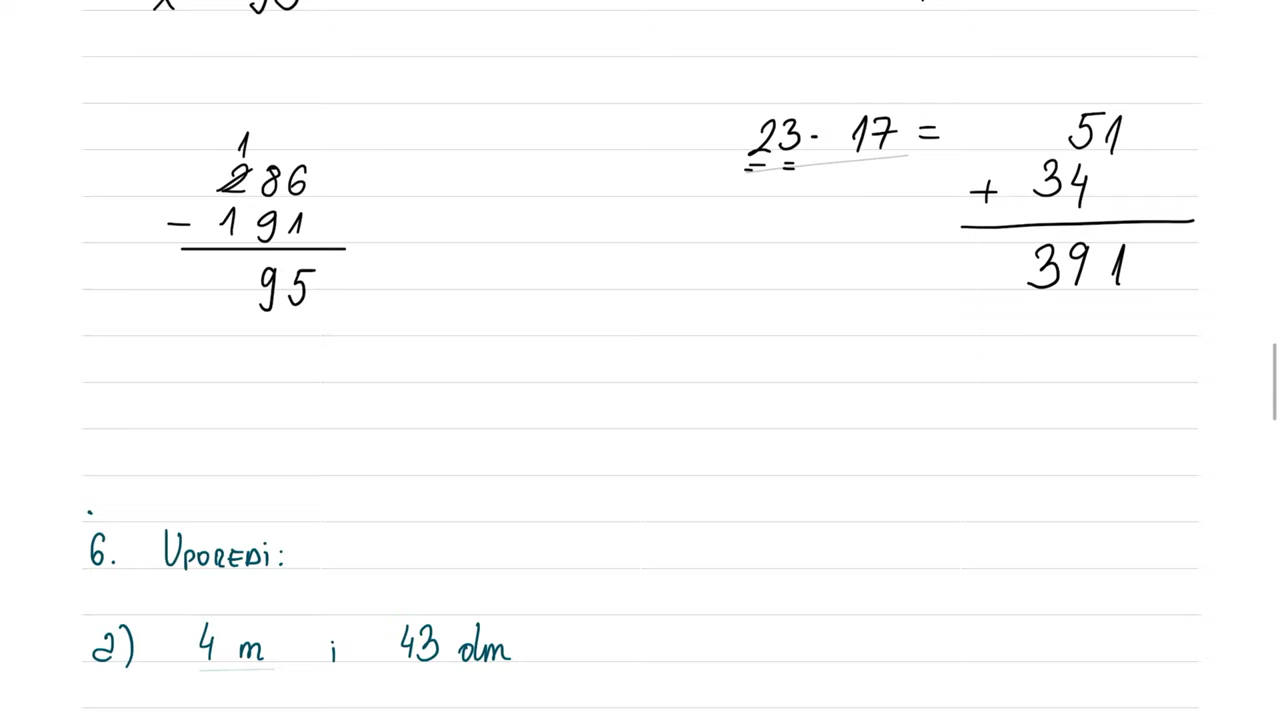 1
286
- 191
95
23 · 17 =
51
+ 34
391
6. UPOREDi:
a) 4 m i 43 dm